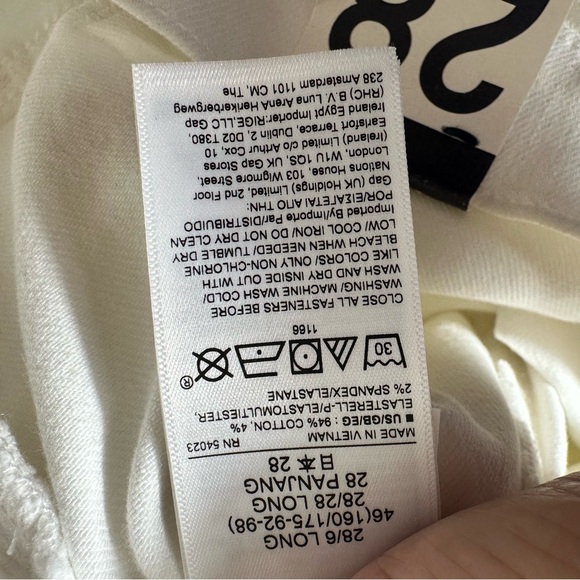 28
28/6 LONG
46(160/175-92-98)
28/28 LONG
28 PANJANG
日本 28
MADE IN VIETNAM RN 54023
■ US/GB/EG : 94% COTTON, 4%
ELASTERELL-P/ELASTOMULTIESTER,
2% SPANDEX/ELASTANE
30
®
1166
CLOSE ALL FASTENERS BEFORE
WASHING/ MACHINE WASH COLD/
WASH AND DRY INSIDE OUT WITH
LIKE COLORS/ ONLY NON-CHLORINE
BLEACH WHEN NEEDED/ TUMBLE DRY
LOW/ COOL IRON/ DO NOT DRY CLEAN
Imported By/Importe Par/DISTRIBUIDO
POR/ΕΙΣΑΓΕΤΑΙ ΑΠΟ ΤΗΝ:
Gap (UK Holdings) Limited, 2nd Floor
Nations House, 103 Wigmore Street,
London, W1U 1QS, UK Gap Stores
(Ireland) Limited c/o Arthur Cox, 10
Earlsfort Terrace, Dublin 2, D02 T380,
Ireland Egypt Importer:RIGE.LLC Gap
(RHC) B.V. Luna ArenA Herikerbergweg
238 Amsterdam 1101 CM, The